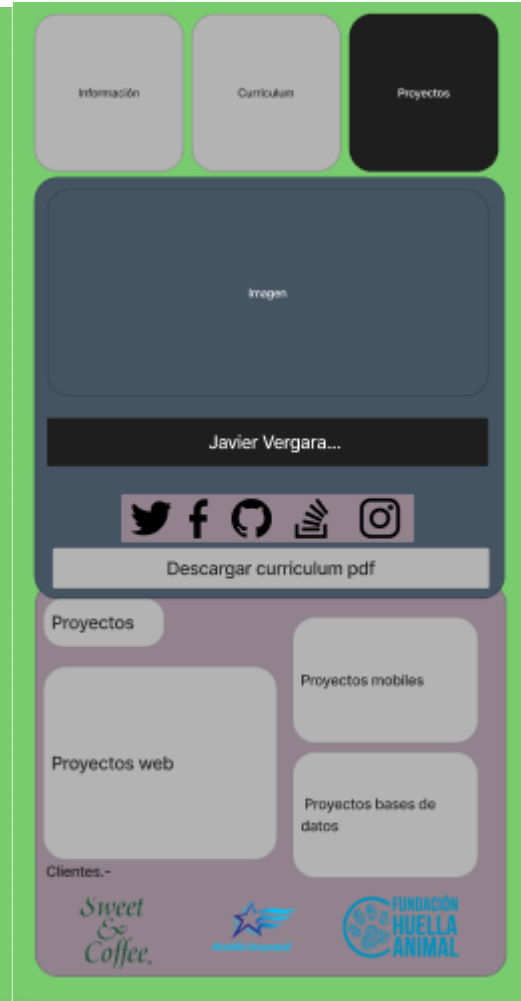 Información
Curriculum
Proyectos
Imagen
Javier Vergara...
Descargar curriculum pdf
Proyectos
Proyectos mobiles
Proyectos web
Proyectos bases de
datos
Clientes.-
Sweet
&
Coffee.
FUNDACIÓN
HUELLA
ANIMAL